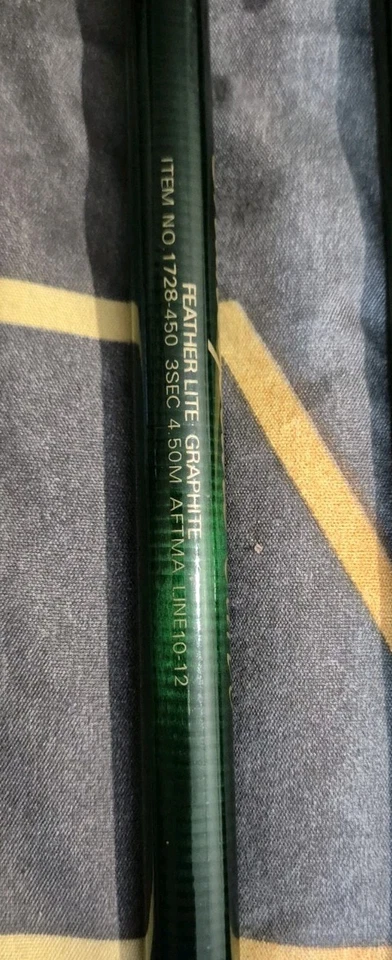 FEATHER LITE GRAPHITE
ITEM NO.1728-450 3SEC 4.50M AFTMA LINE10-12